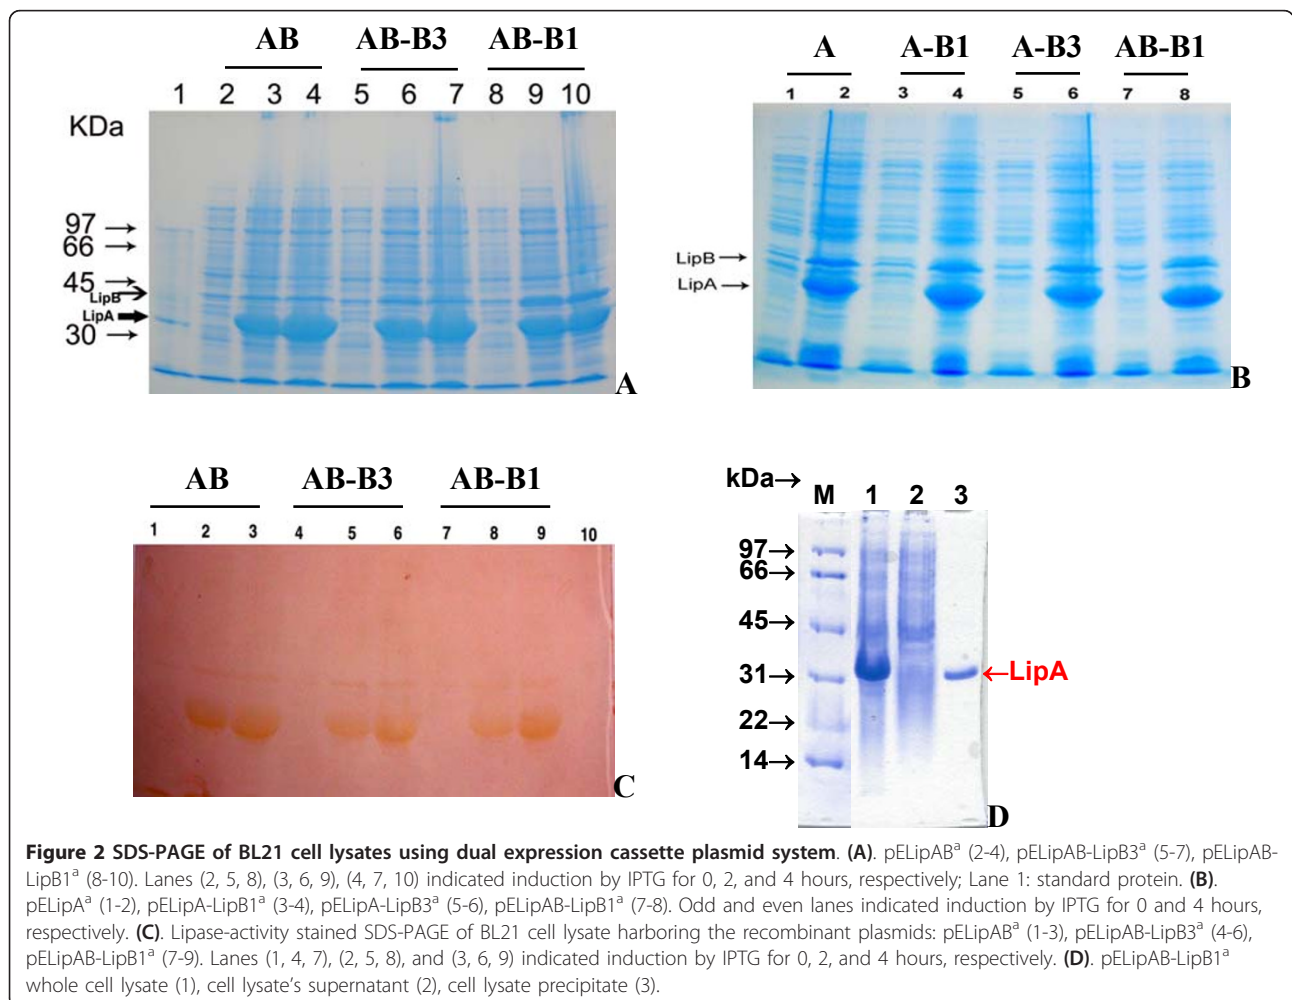 AB AB-B3 AB-B1
1 2 3 4 5 6 7 8 9 10
KDa
97→
66→
45→
LipB→
LipA→
30→
A
A A-B1 A-B3 AB-B1
1 2 3 4 5 6 7 8
LipB→
LipA→
B
AB AB-B3 AB-B1
1 2 3 4 5 6 7 8 9 10
C
kDa→
M 1 2 3
97→
66→
45→
31→
←LipA
22→
14→
D
Figure 2 SDS-PAGE of BL21 cell lysates using dual expression cassette plasmid system. (A). pELipABᵃ (2-4), pELipAB-LipB3ᵃ (5-7), pELipAB-
LipB1ᵃ (8-10). Lanes (2, 5, 8), (3, 6, 9), (4, 7, 10) indicated induction by IPTG for 0, 2, and 4 hours, respectively; Lane 1: standard protein. (B).
pELipAᵃ (1-2), pELipA-LipB1ᵃ (3-4), pELipA-LipB3ᵃ (5-6), pELipAB-LipB1ᵃ (7-8). Odd and even lanes indicated induction by IPTG for 0 and 4 hours,
respectively. (C). Lipase-activity stained SDS-PAGE of BL21 cell lysate harboring the recombinant plasmids: pELipABᵃ (1-3), pELipAB-LipB3ᵃ (4-6),
pELipAB-LipB1ᵃ (7-9). Lanes (1, 4, 7), (2, 5, 8), and (3, 6, 9) indicated induction by IPTG for 0, 2, and 4 hours, respectively. (D). pELipAB-LipB1ᵃ
whole cell lysate (1), cell lysate's supernatant (2), cell lysate precipitate (3).